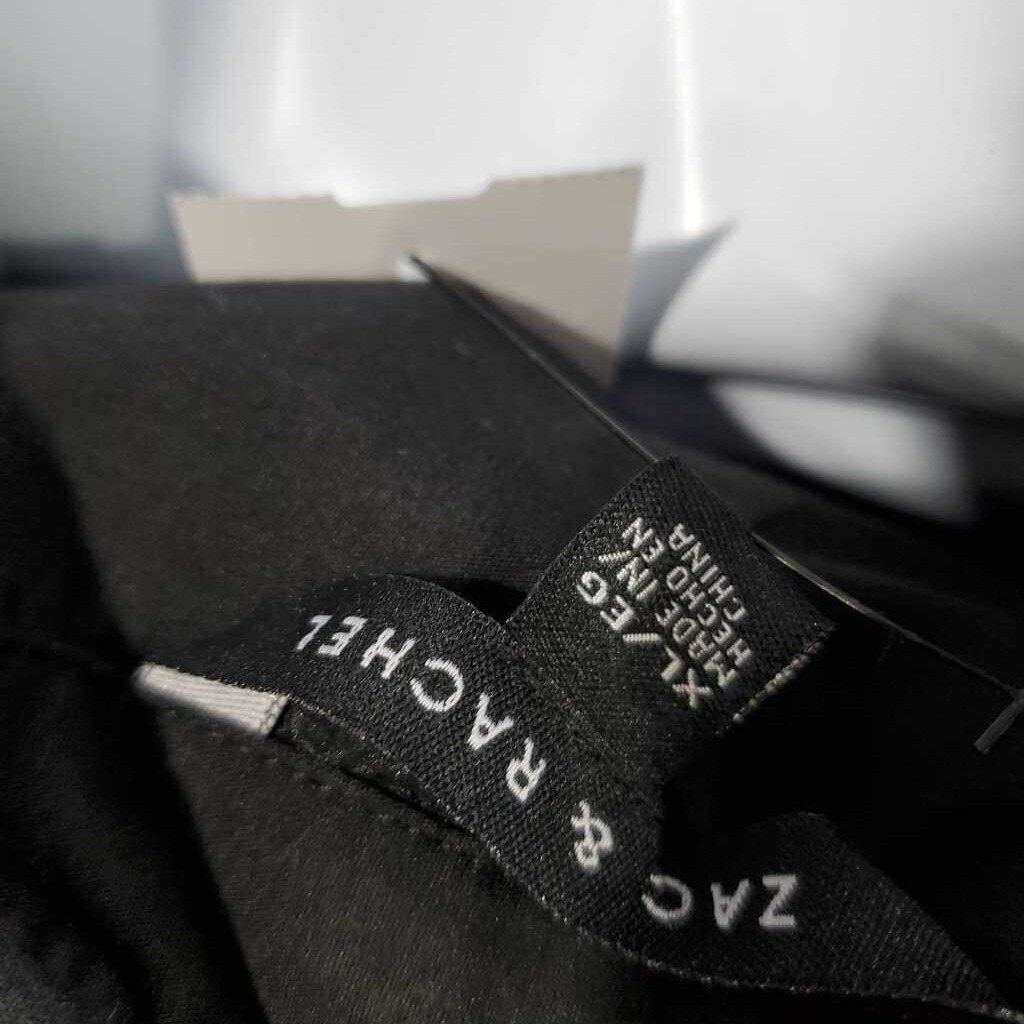 ZAC & RACHEL
XL/EG
MADE IN/
HECHO EN
CHINA